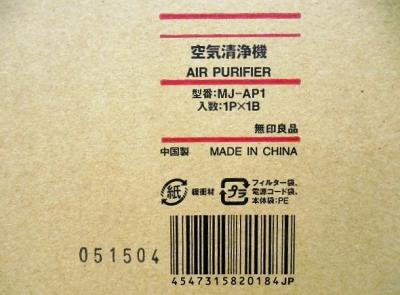 空気清浄機
AIR PURIFIER
型番:MJ-AP1
入数:1P×1B
無印良品
中国製 MADE IN CHINA
紙 緩衝材 プラ フィルター袋、
電源コード袋、
本体袋:PE
051504
4547315820184JP